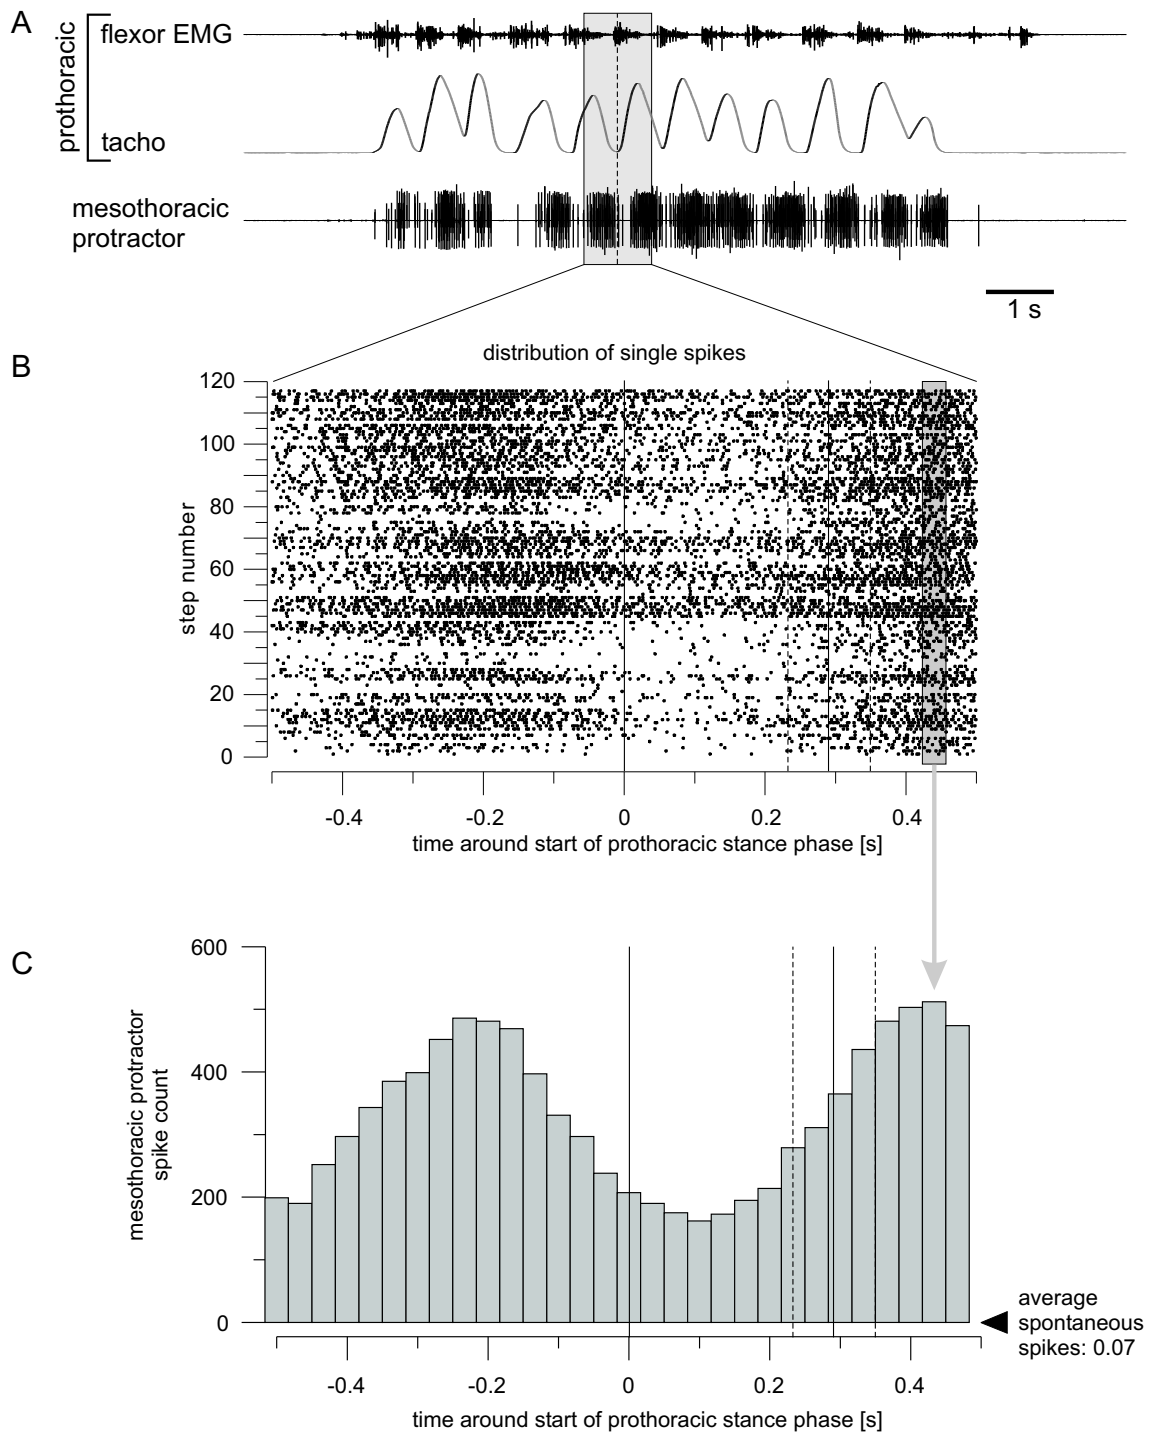 A
prothoracic
flexor EMG
tacho
mesothoracic
protractor
1 s
B
distribution of single spikes
step number
120
100
80
60
40
20
0
-0.4 -0.2 0 0.2 0.4
time around start of prothoracic stance phase [s]
C
mesothoracic protractor
spike count
600
400
200
0
average
spontaneous
spikes: 0.07
-0.4 -0.2 0 0.2 0.4
time around start of prothoracic stance phase [s]